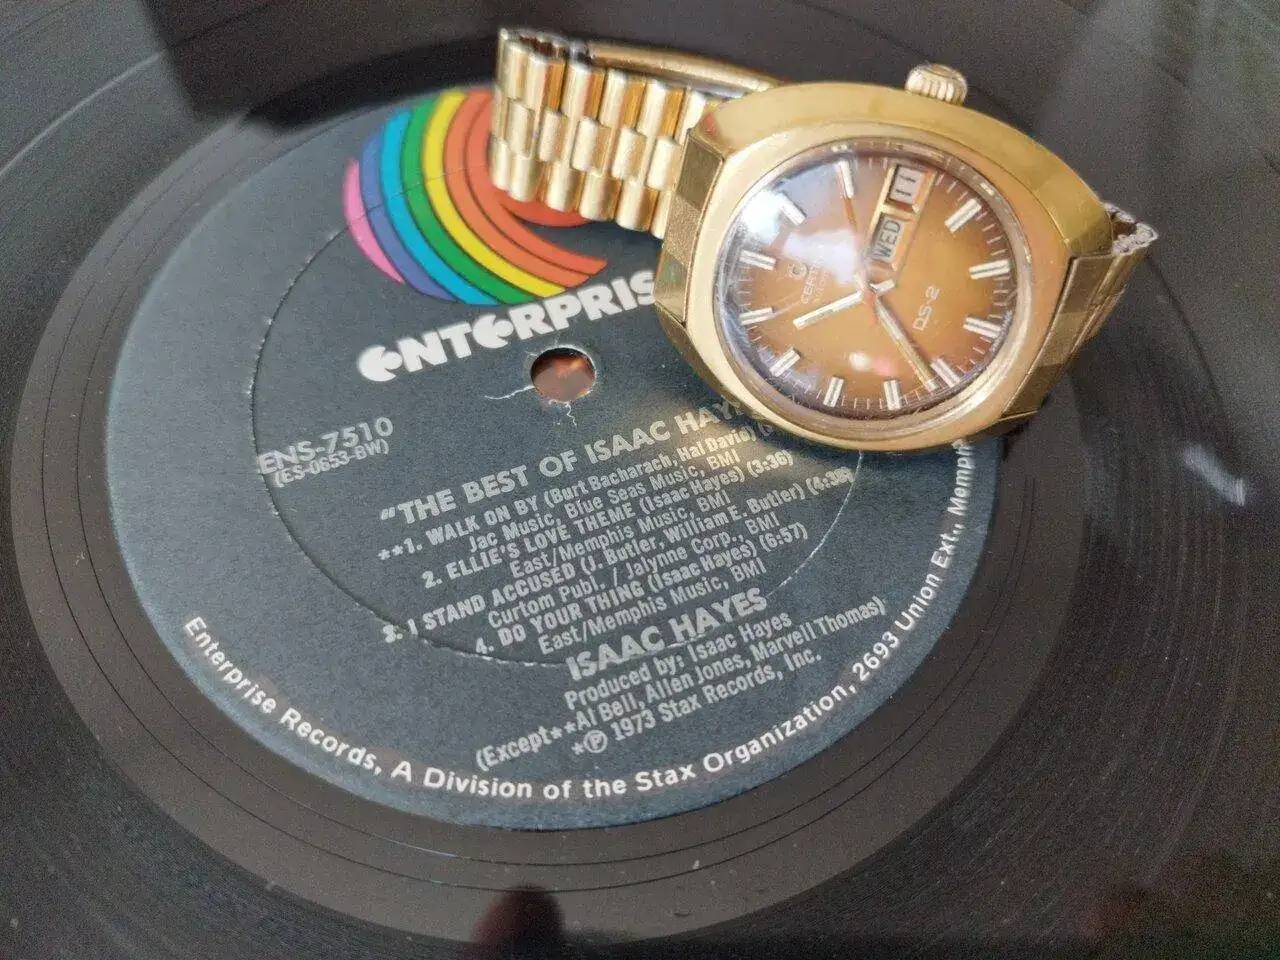 ENTERPRIS
ENS-7510
(ES-0653-BW)
"THE BEST OF ISAAC HAY
**1. WALK ON BY (Burt Bacharach, Hal David)
Jac Music, Blue Seas Music, BMI
2. ELLIE'S LOVE THEME (Isaac Hayes) (3:36)
East/Memphis Music, BMI
3. I STAND ACCUSED (J. Butler, William E. Butler) (4:38)
Curtom Publ. / Jalynne Corp., BMI
4. DO YOUR THING (Isaac Hayes) (6:57)
East/Memphis Music, BMI
ISAAC HAYES
Produced by: Isaac Hayes
(Except**Al Bell, Allen Jones, Marvell Thomas)
*Ⓟ 1973 Stax Records, Inc.
Enterprise Records, A Division of the Stax Organization, 2693 Union Ext., Memph
WED 11
DS-2